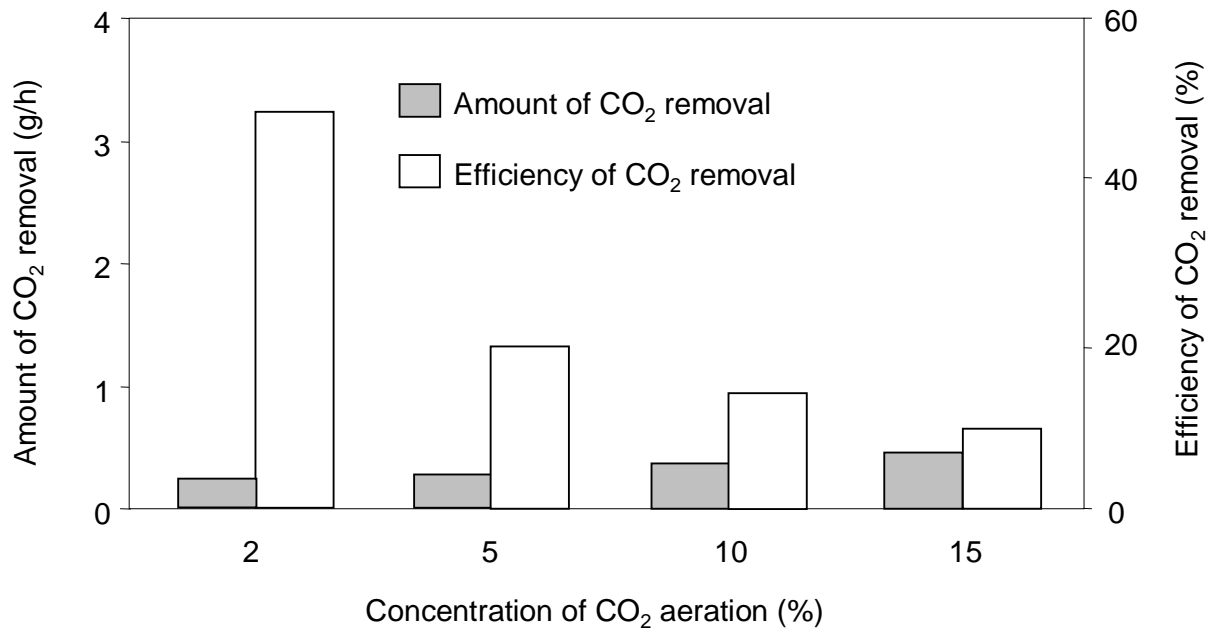 Amount of CO₂ removal (g/h)
4
3
2
1
0
Amount of CO₂ removal
Efficiency of CO₂ removal
60
40
20
0
Efficiency of CO₂ removal (%)
2 5 10 15
Concentration of CO₂ aeration (%)